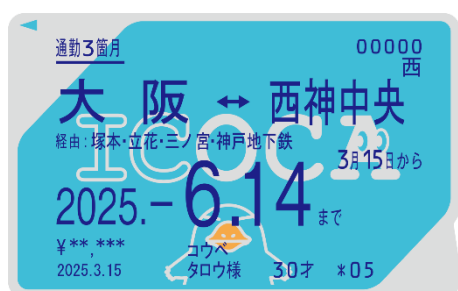 通勤3箇月
00000
西
大 阪 ↔ 西神中央
経由:塚本・立花・三ノ宮・神戸地下鉄
ICOCA
3月15日から
2025.-6.14まで
¥**,***
コウベ
2025.3.15 タロウ様 30才 *05